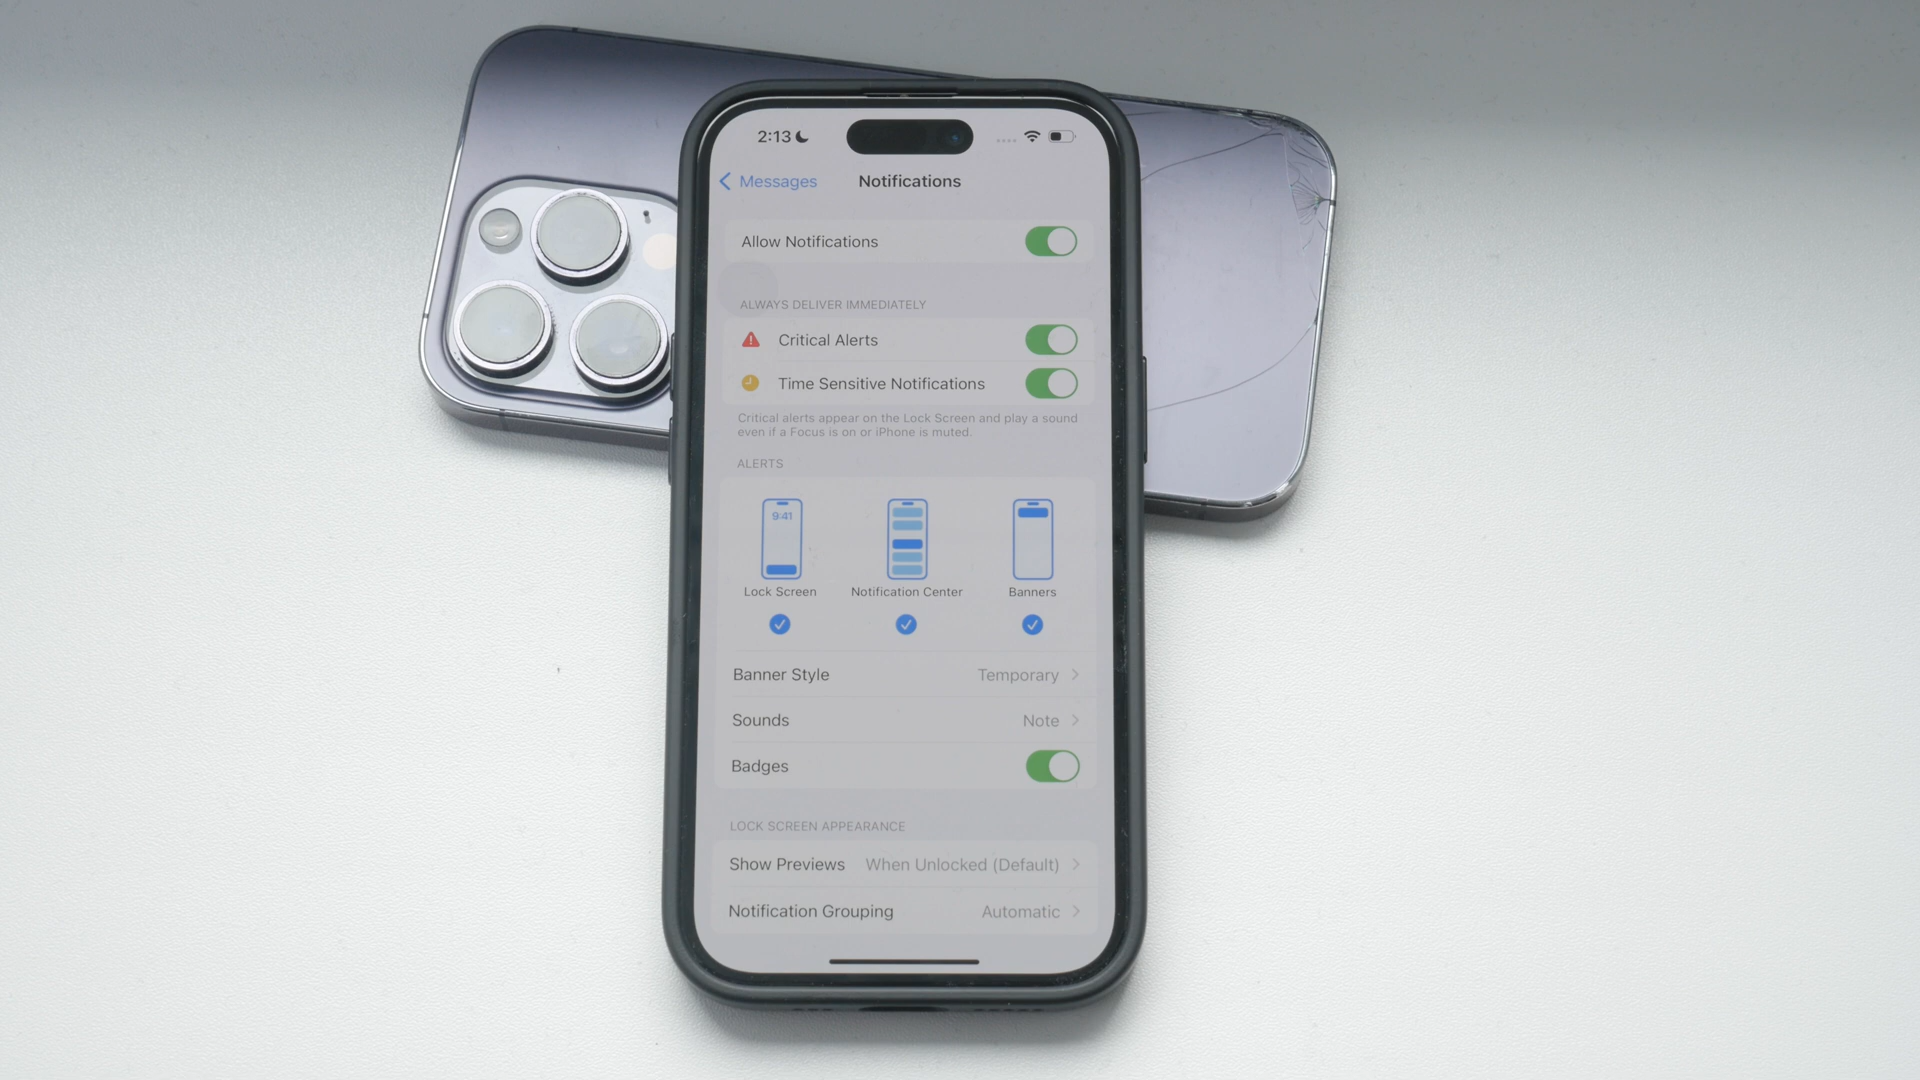 2:13
Messages
Notifications
Allow Notifications
ALWAYS DELIVER IMMEDIATELY
Critical Alerts
Time Sensitive Notifications
Critical alerts appear on the Lock Screen and play a sound
even if a Focus is on or iPhone is muted.
ALERTS
9:41
Lock Screen
Notification Center
Banners
Banner Style
Temporary
Sounds
Note
Badges
LOCK SCREEN APPEARANCE
Show Previews
When Unlocked (Default)
Notification Grouping
Automatic